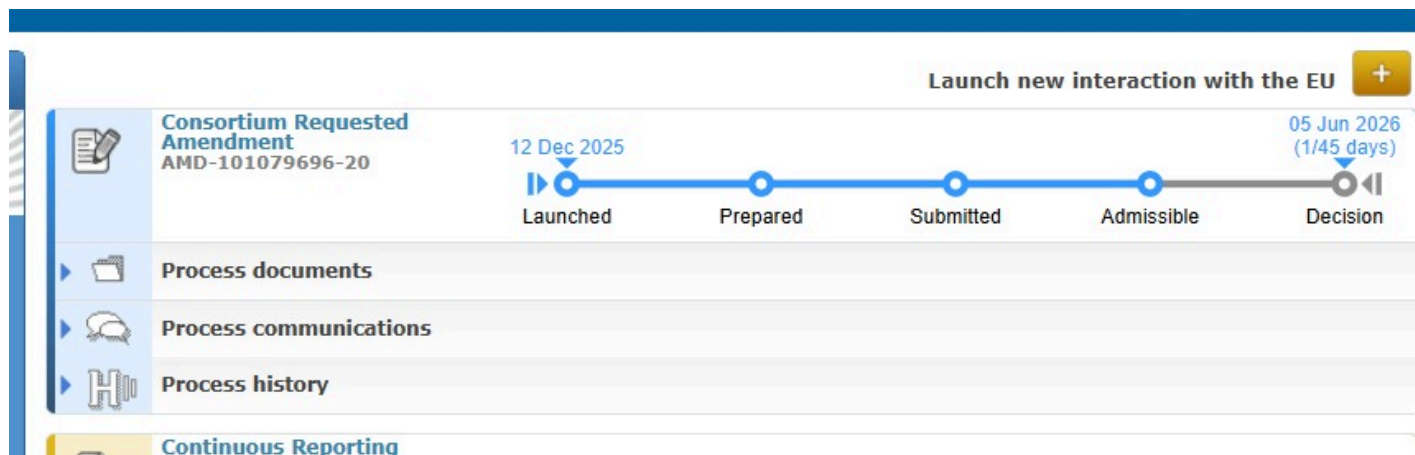 Launch new interaction with the EU +
Consortium Requested
Amendment
AMD-101079696-20
12 Dec 2025
05 Jun 2026
(1/45 days)
Launched Prepared Submitted Admissible Decision
Process documents
Process communications
Process history
Continuous Reporting